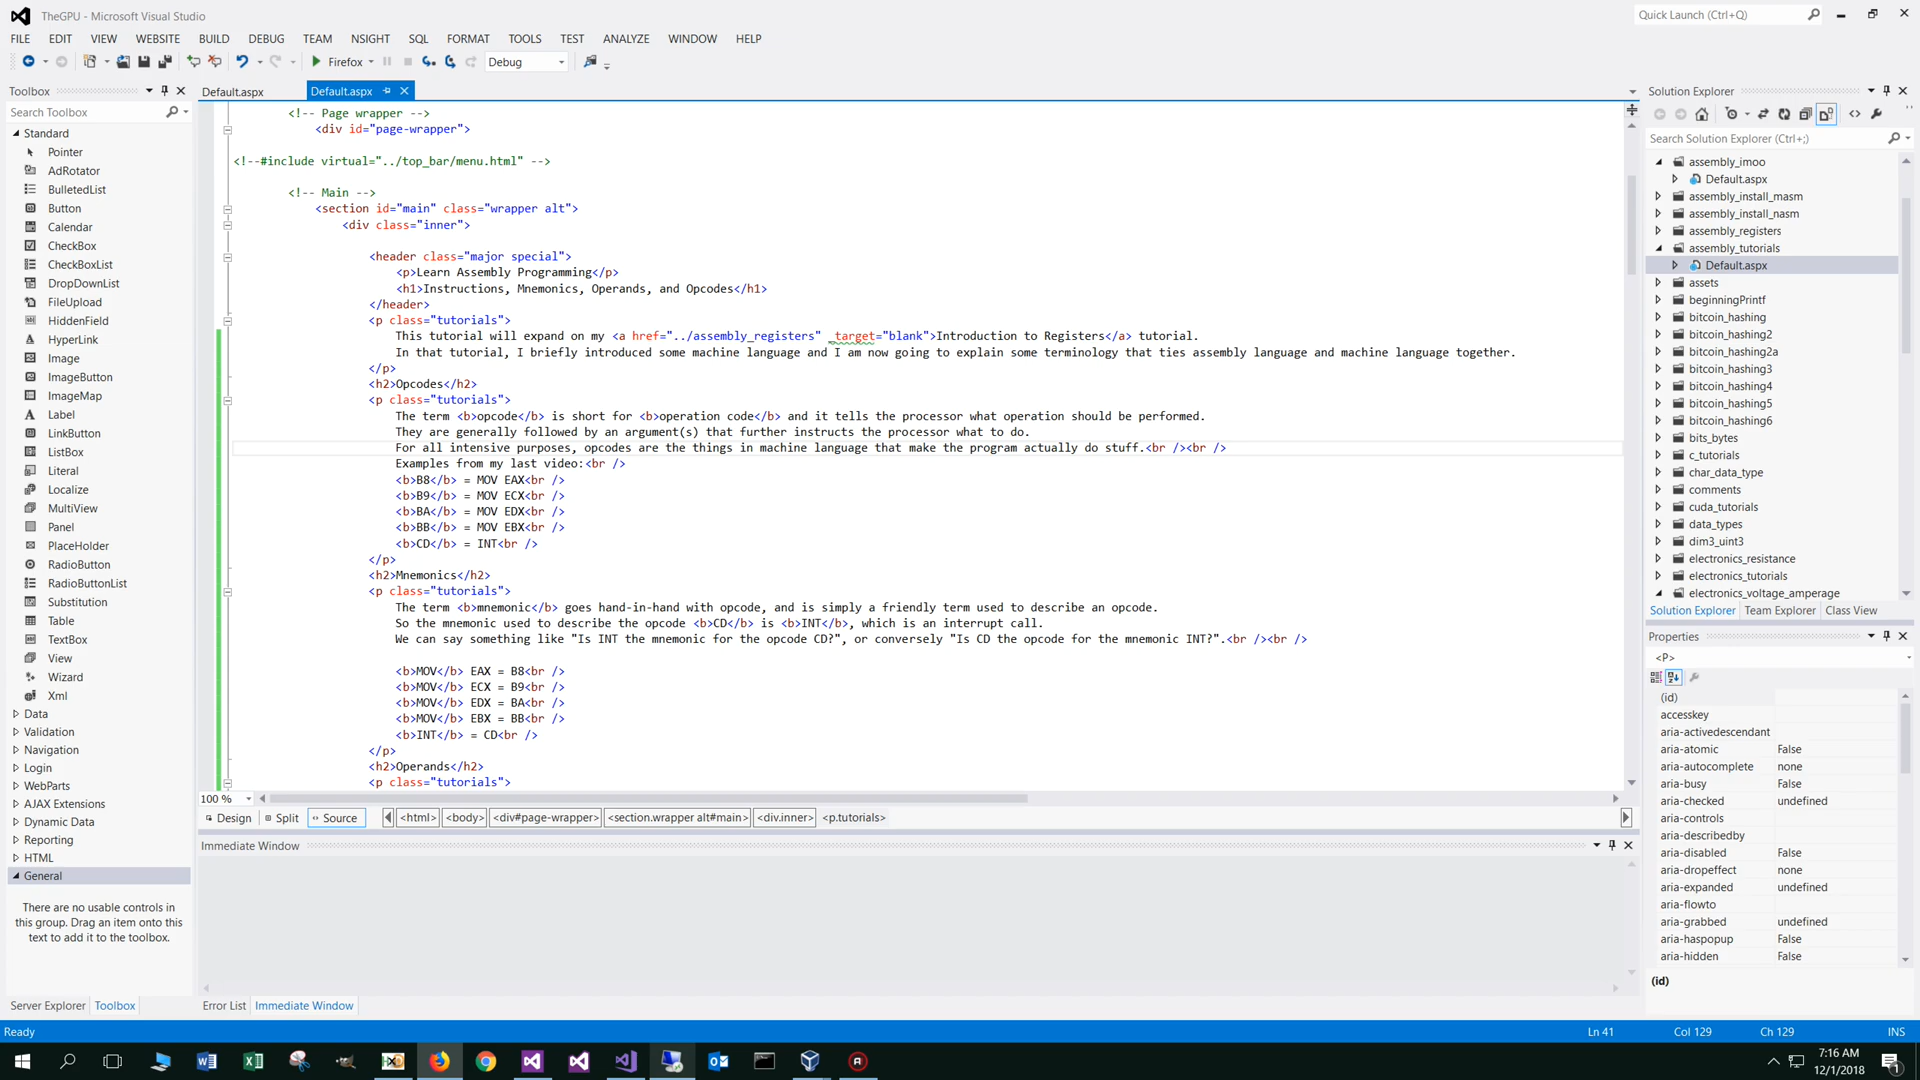 TheGPU - Microsoft Visual Studio
Quick Launch (Ctrl+Q)
FILE EDIT VIEW WEBSITE BUILD DEBUG TEAM NSIGHT SQL FORMAT TOOLS TEST ANALYZE WINDOW HELP
Firefox Debug
Toolbox
Default.aspx Default.aspx
Solution Explorer
Search Toolbox
Search Solution Explorer (Ctrl+;)
Standard
Pointer
AdRotator
BulletedList
Button
Calendar
CheckBox
CheckBoxList
DropDownList
FileUpload
HiddenField
HyperLink
Image
ImageButton
ImageMap
Label
LinkButton
ListBox
Literal
Localize
MultiView
Panel
PlaceHolder
RadioButton
RadioButtonList
Substitution
Table
TextBox
View
Wizard
Xml
Data
Validation
Navigation
Login
WebParts
AJAX Extensions
Dynamic Data
Reporting
HTML
General
There are no usable controls in
this group. Drag an item onto this
text to add it to the toolbox.
Server Explorer Toolbox
<!-- Page wrapper -->
<div id="page-wrapper">
<!--#include virtual="../top_bar/menu.html" -->
<!-- Main -->
<section id="main" class="wrapper alt">
<div class="inner">
<header class="major special">
<p>Learn Assembly Programming</p>
<h1>Instructions, Mnemonics, Operands, and Opcodes</h1>
</header>
<p class="tutorials">
This tutorial will expand on my <a href="../assembly_registers" _target="blank">Introduction to Registers</a> tutorial.
In that tutorial, I briefly introduced some machine language and I am now going to explain some terminology that ties assembly language and machine language together.
</p>
<h2>Opcodes</h2>
<p class="tutorials">
The term <b>opcode</b> is short for <b>operation code</b> and it tells the processor what operation should be performed.
They are generally followed by an argument(s) that further instructs the processor what to do.
For all intensive purposes, opcodes are the things in machine language that make the program actually do stuff.<br /><br />
Examples from my last video:<br />
<b>B8</b> = MOV EAX<br />
<b>B9</b> = MOV ECX<br />
<b>BA</b> = MOV EDX<br />
<b>BB</b> = MOV EBX<br />
<b>CD</b> = INT<br />
</p>
<h2>Mnemonics</h2>
<p class="tutorials">
The term <b>mnemonic</b> goes hand-in-hand with opcode, and is simply a friendly term used to describe an opcode.
So the mnemonic used to describe the opcode <b>CD</b> is <b>INT</b>, which is an interrupt call.
We can say something like "Is INT the mnemonic for the opcode CD?", or conversely "Is CD the opcode for the mnemonic INT?".<br /><br />
<b>MOV</b> EAX = B8<br />
<b>MOV</b> ECX = B9<br />
<b>MOV</b> EDX = BA<br />
<b>MOV</b> EBX = BB<br />
<b>INT</b> = CD<br />
</p>
<h2>Operands</h2>
<p class="tutorials">
100 %
Design Split Source <html> <body> <div#page-wrapper> <section.wrapper alt#main> <div.inner> <p.tutorials>
Immediate Window
Error List Immediate Window
assembly_imoo
Default.aspx
assembly_install_masm
assembly_install_nasm
assembly_registers
assembly_tutorials
Default.aspx
assets
beginningPrintf
bitcoin_hashing
bitcoin_hashing2
bitcoin_hashing2a
bitcoin_hashing3
bitcoin_hashing4
bitcoin_hashing5
bitcoin_hashing6
bits_bytes
c_tutorials
char_data_type
comments
cuda_tutorials
data_types
dim3_uint3
electronics_resistance
electronics_tutorials
electronics_voltage_amperage
Solution Explorer Team Explorer Class View
Properties
<P>
(id)
accesskey
aria-activedescendant
aria-atomic False
aria-autocomplete none
aria-busy False
aria-checked undefined
aria-controls
aria-describedby
aria-disabled False
aria-dropeffect none
aria-expanded undefined
aria-flowto
aria-grabbed undefined
aria-haspopup False
aria-hidden False
(id)
Ready Ln 41 Col 129 Ch 129 INS
7:16 AM
12/1/2018
1